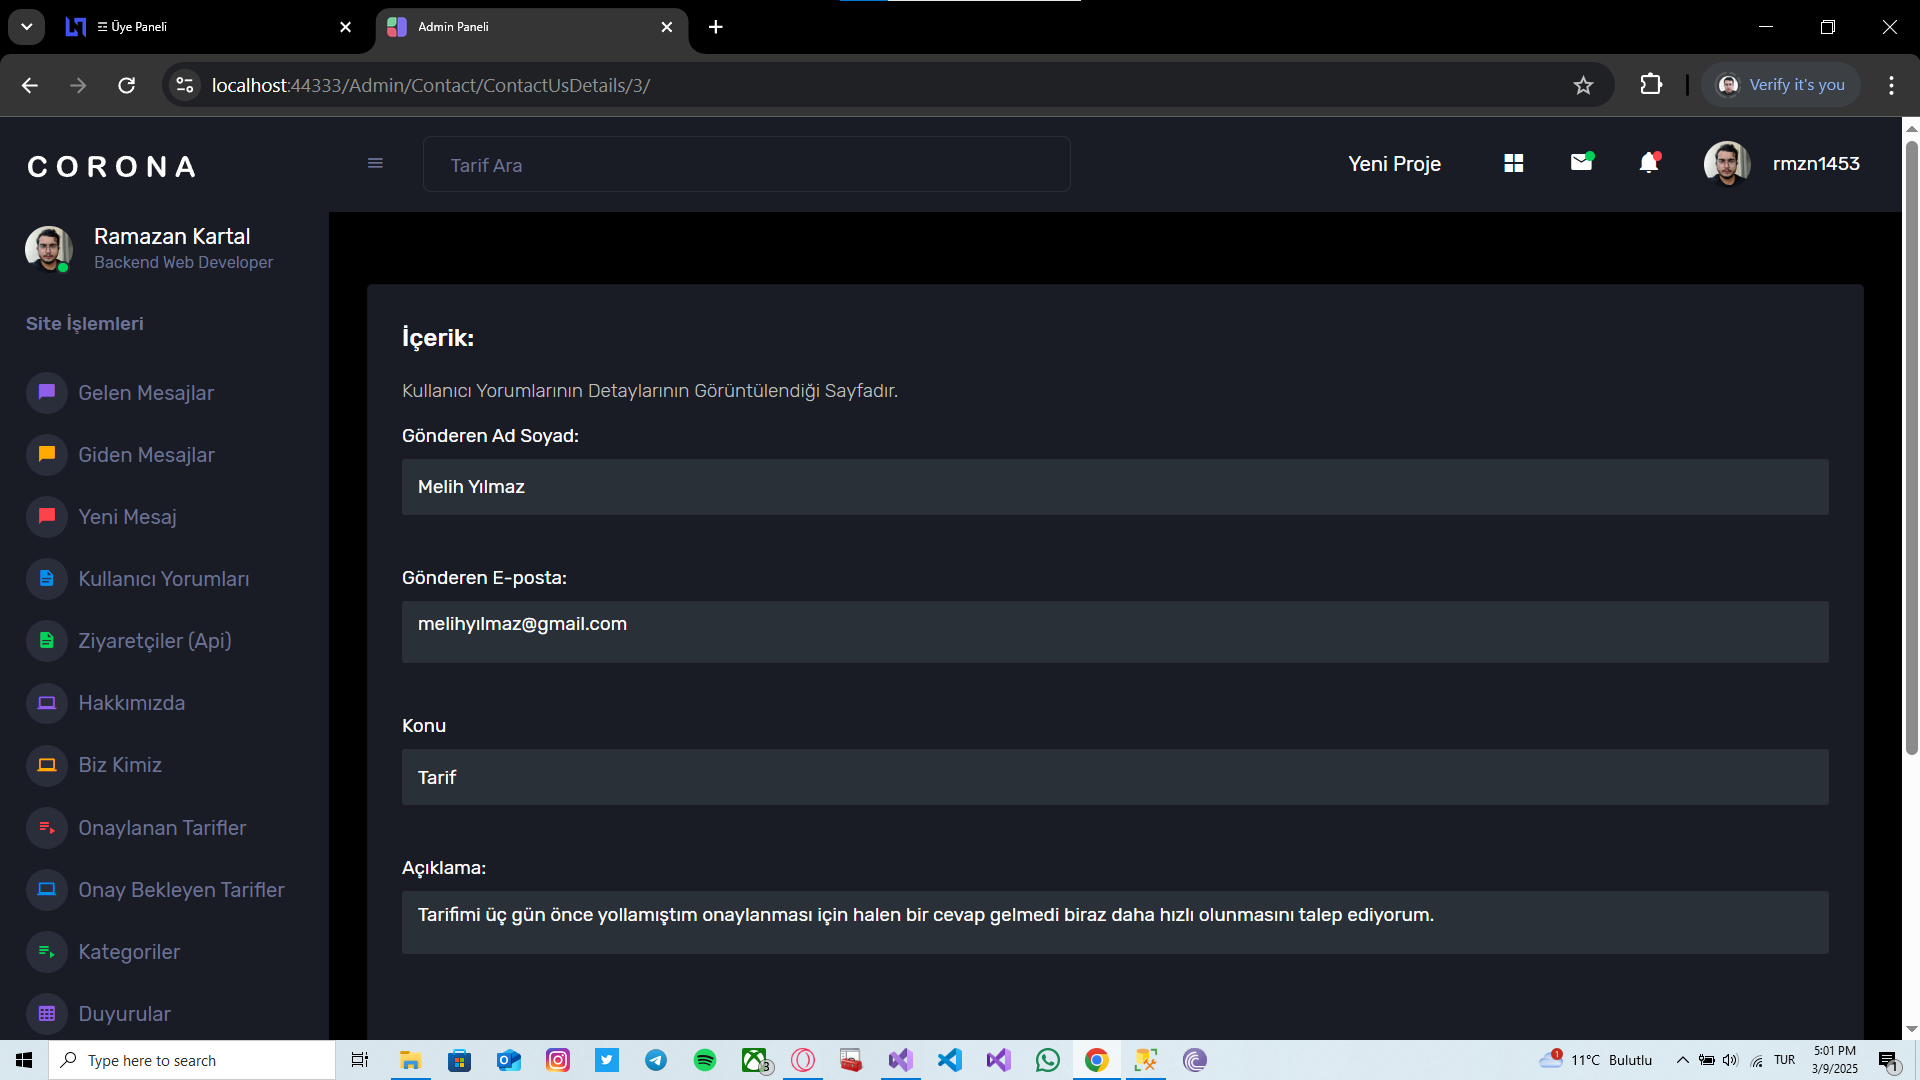 Üye Paneli
Admin Paneli
localhost:44333/Admin/Contact/ContactUsDetails/3/
Verify it's you
CORONA
Tarif Ara
Yeni Proje
rmzn1453
Ramazan Kartal
Backend Web Developer
Site İşlemleri
Gelen Mesajlar
Giden Mesajlar
Yeni Mesaj
Kullanıcı Yorumları
Ziyaretçiler (Api)
Hakkımızda
Biz Kimiz
Onaylanan Tarifler
Onay Bekleyen Tarifler
Kategoriler
Duyurular
İçerik:
Kullanıcı Yorumlarının Detaylarının Görüntülendiği Sayfadır.
Gönderen Ad Soyad:
Melih Yılmaz
Gönderen E-posta:
melihyılmaz@gmail.com
Konu
Tarif
Açıklama:
Tarifimi üç gün önce yollamıştım onaylanması için halen bir cevap gelmedi biraz daha hızlı olunmasını talep ediyorum.
Type here to search
3
1
11°C Bulutlu
TUR
5:01 PM
3/9/2025
1